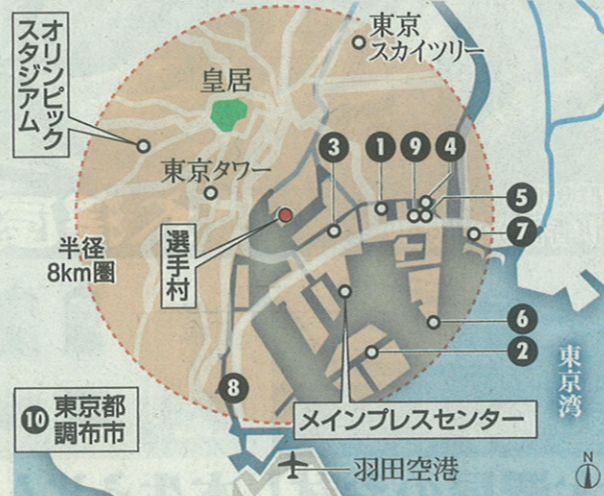 オリンピック
スタジアム
東京
スカイツリー
皇居
東京タワー
3
1
9
4
5
7
選手村
半径
8km圏
6
2
東京湾
8
10 東京都
調布市
メインプレスセンター
羽田空港
N